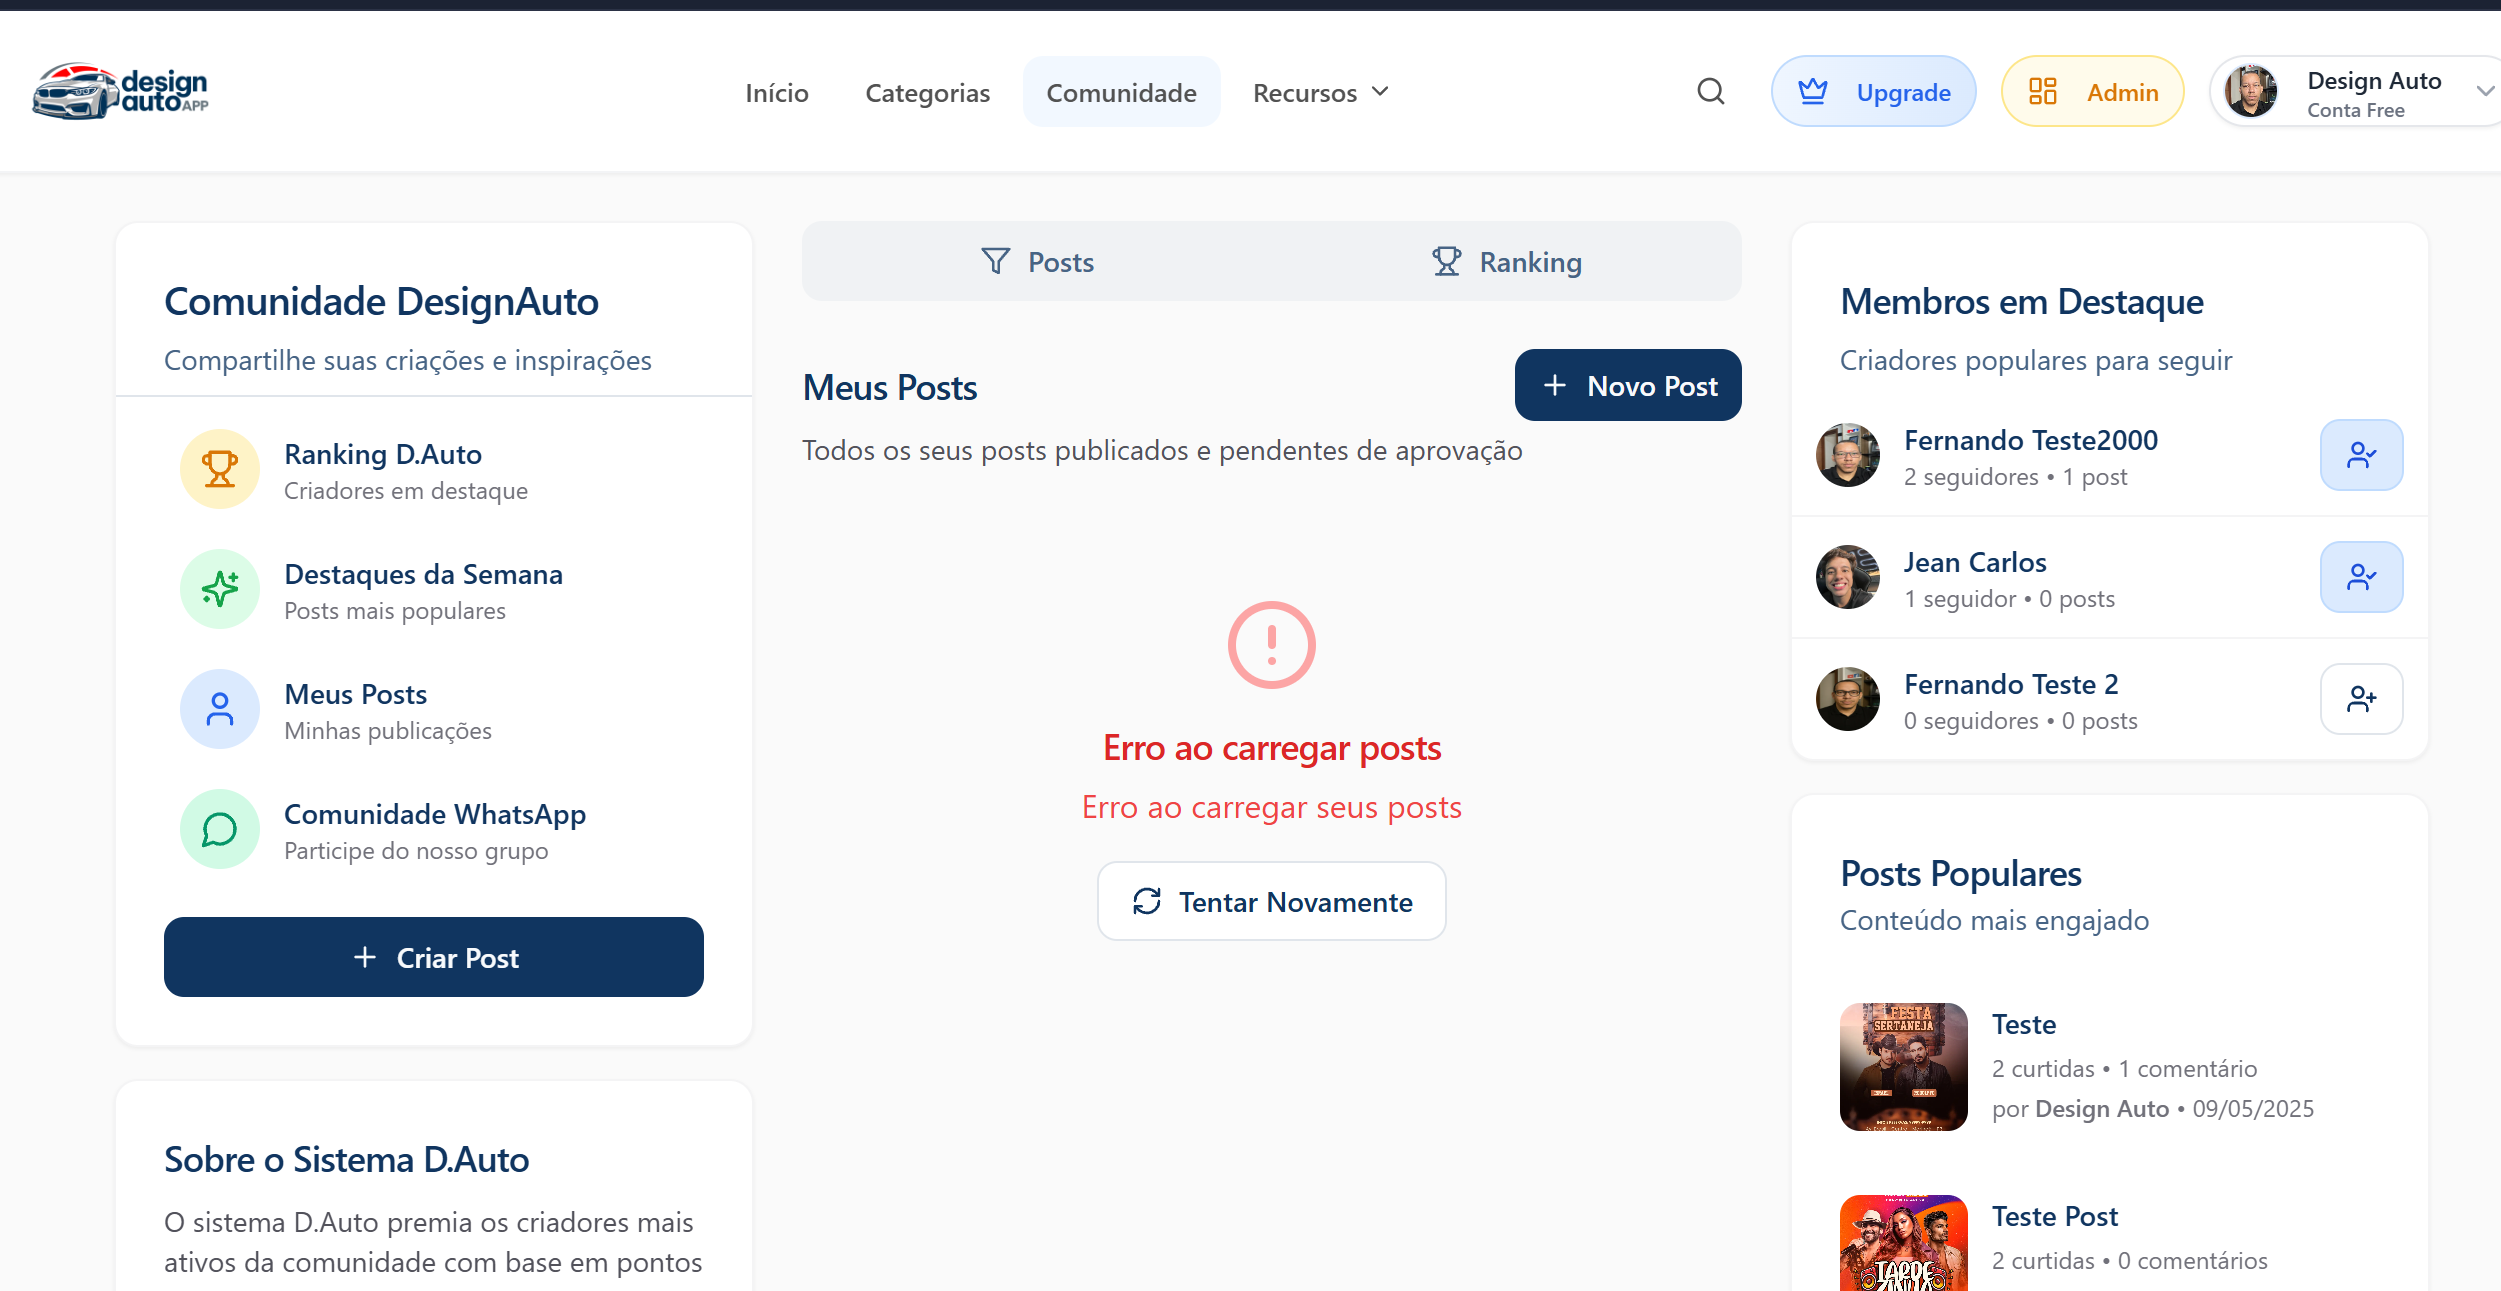 design
autoAPP
Início
Categorias
Comunidade
Recursos
Upgrade
Admin
Design Auto
Conta Free
Comunidade DesignAuto
Compartilhe suas criações e inspirações
Ranking D.Auto
Criadores em destaque
Destaques da Semana
Posts mais populares
Meus Posts
Minhas publicações
Comunidade WhatsApp
Participe do nosso grupo
+ Criar Post
Sobre o Sistema D.Auto
O sistema D.Auto premia os criadores mais
ativos da comunidade com base em pontos
Posts
Ranking
Meus Posts
+ Novo Post
Todos os seus posts publicados e pendentes de aprovação
Erro ao carregar posts
Erro ao carregar seus posts
Tentar Novamente
Membros em Destaque
Criadores populares para seguir
Fernando Teste2000
2 seguidores • 1 post
Jean Carlos
1 seguidor • 0 posts
Fernando Teste 2
0 seguidores • 0 posts
Posts Populares
Conteúdo mais engajado
FESTA
SERTANEJA
Teste
2 curtidas • 1 comentário
por Design Auto • 09/05/2025
TARDE
Teste Post
2 curtidas • 0 comentários